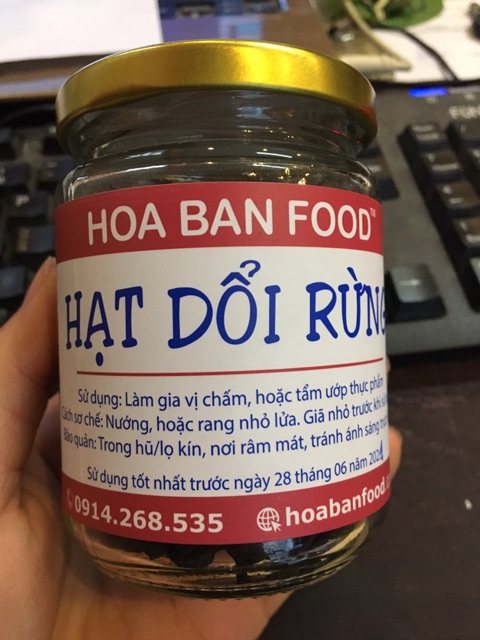 HOA BAN FOOD™
HẠT DỔI RỪNG
Sử dụng: Làm gia vị chấm, hoặc tẩm ướp thực phẩm
Cách sơ chế: Nướng, hoặc rang nhỏ lửa. Giã nhỏ trước khi
Bảo quản: Trong hũ/lọ kín, nơi râm mát, tránh ánh sáng
Sử dụng tốt nhất trước ngày 28 tháng 06 năm
0914.268.535
hoabanfood.